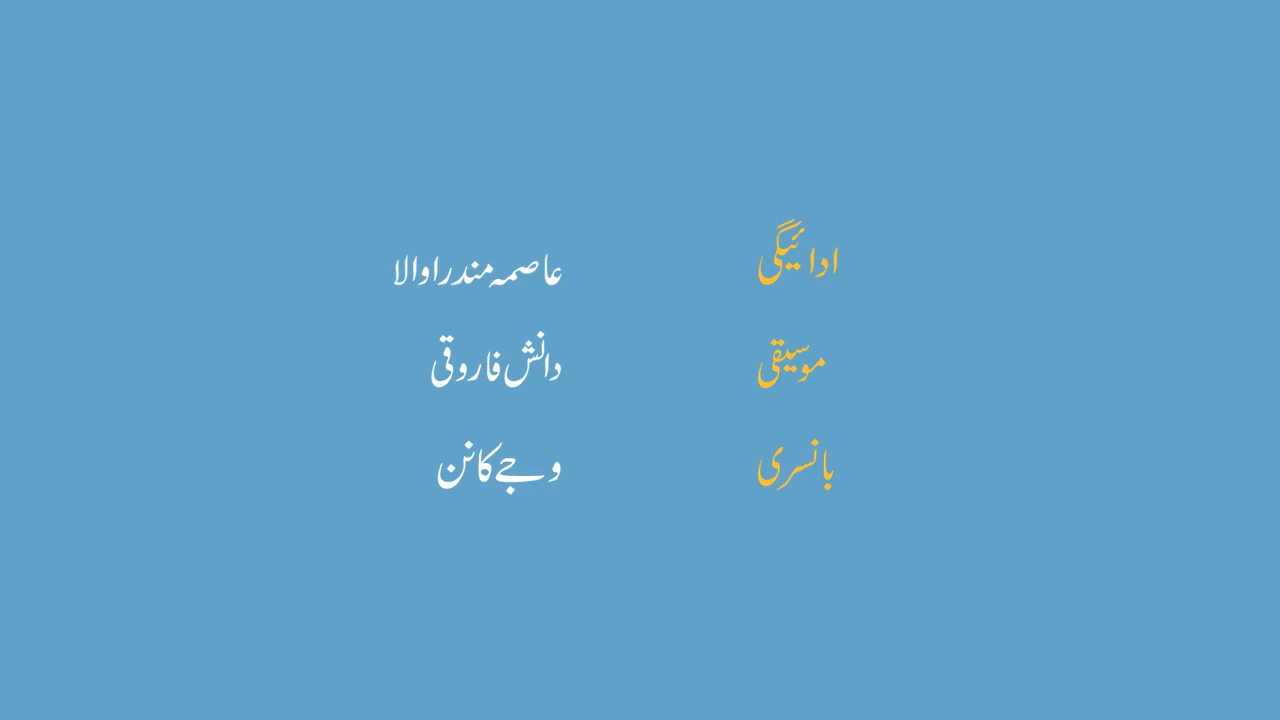 ادائیگی عاصمہ مندراوالا
موسیقی دانش فاروقی
بانسری وجے کانن